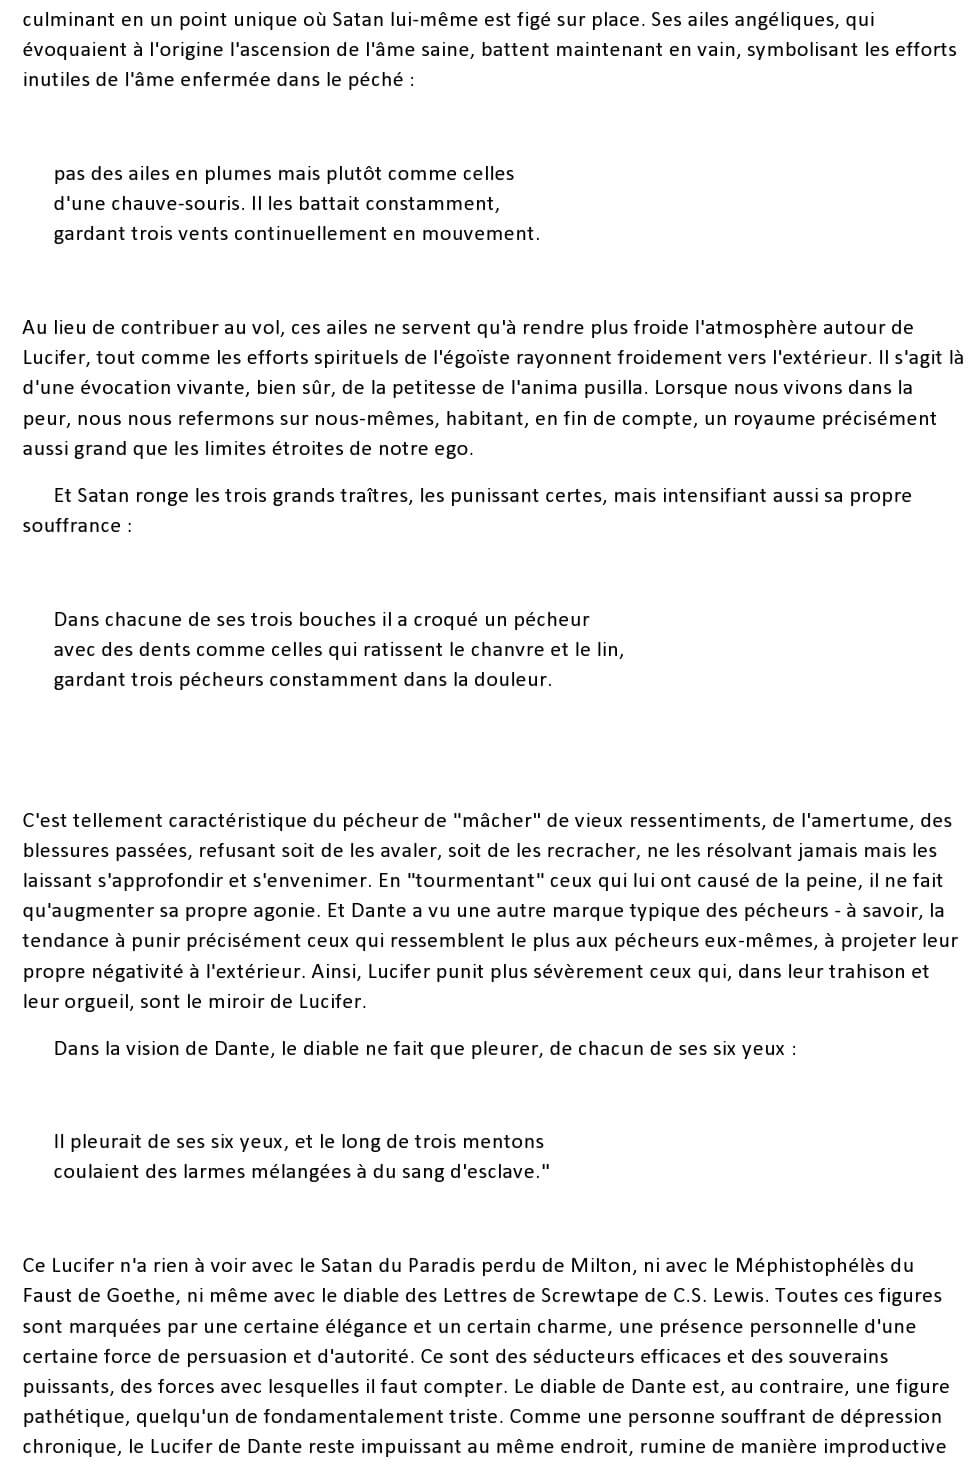 culminant en un point unique où Satan lui-même est figé sur place. Ses ailes angéliques, qui
évoquaient à l'origine l'ascension de l'âme saine, battent maintenant en vain, symbolisant les efforts
inutiles de l'âme enfermée dans le péché :
pas des ailes en plumes mais plutôt comme celles
d'une chauve-souris. Il les battait constamment,
gardant trois vents continuellement en mouvement.
Au lieu de contribuer au vol, ces ailes ne servent qu'à rendre plus froide l'atmosphère autour de
Lucifer, tout comme les efforts spirituels de l'égoïste rayonnent froidement vers l'extérieur. Il s'agit là
d'une évocation vivante, bien sûr, de la petitesse de l'anima pusilla. Lorsque nous vivons dans la
peur, nous nous refermons sur nous-mêmes, habitant, en fin de compte, un royaume précisément
aussi grand que les limites étroites de notre ego.
Et Satan ronge les trois grands traîtres, les punissant certes, mais intensifiant aussi sa propre
souffrance :
Dans chacune de ses trois bouches il a croqué un pécheur
avec des dents comme celles qui ratissent le chanvre et le lin,
gardant trois pécheurs constamment dans la douleur.
C'est tellement caractéristique du pécheur de "mâcher" de vieux ressentiments, de l'amertume, des
blessures passées, refusant soit de les avaler, soit de les recracher, ne les résolvant jamais mais les
laissant s'approfondir et s'envenimer. En "tourmentant" ceux qui lui ont causé de la peine, il ne fait
qu'augmenter sa propre agonie. Et Dante a vu une autre marque typique des pécheurs - à savoir, la
tendance à punir précisément ceux qui ressemblent le plus aux pécheurs eux-mêmes, à projeter leur
propre négativité à l'extérieur. Ainsi, Lucifer punit plus sévèrement ceux qui, dans leur trahison et
leur orgueil, sont le miroir de Lucifer.
Dans la vision de Dante, le diable ne fait que pleurer, de chacun de ses six yeux :
Il pleurait de ses six yeux, et le long de trois mentons
coulaient des larmes mélangées à du sang d'esclave."
Ce Lucifer n'a rien à voir avec le Satan du Paradis perdu de Milton, ni avec le Méphistophélès du
Faust de Goethe, ni même avec le diable des Lettres de Screwtape de C.S. Lewis. Toutes ces figures
sont marquées par une certaine élégance et un certain charme, une présence personnelle d'une
certaine force de persuasion et d'autorité. Ce sont des séducteurs efficaces et des souverains
puissants, des forces avec lesquelles il faut compter. Le diable de Dante est, au contraire, une figure
pathétique, quelqu'un de fondamentalement triste. Comme une personne souffrant de dépression
chronique, le Lucifer de Dante reste impuissant au même endroit, rumine de manière improductive